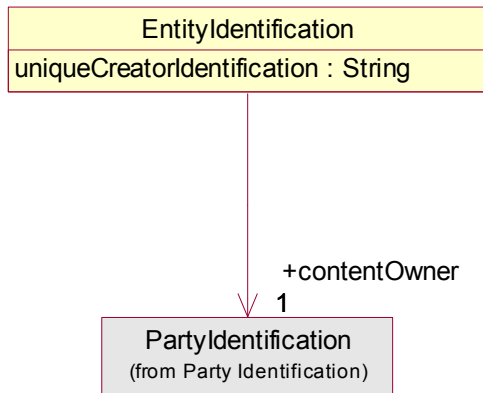 EntityIdentification
uniqueCreatorIdentification : String
+contentOwner
1
PartyIdentification
(from Party Identification)